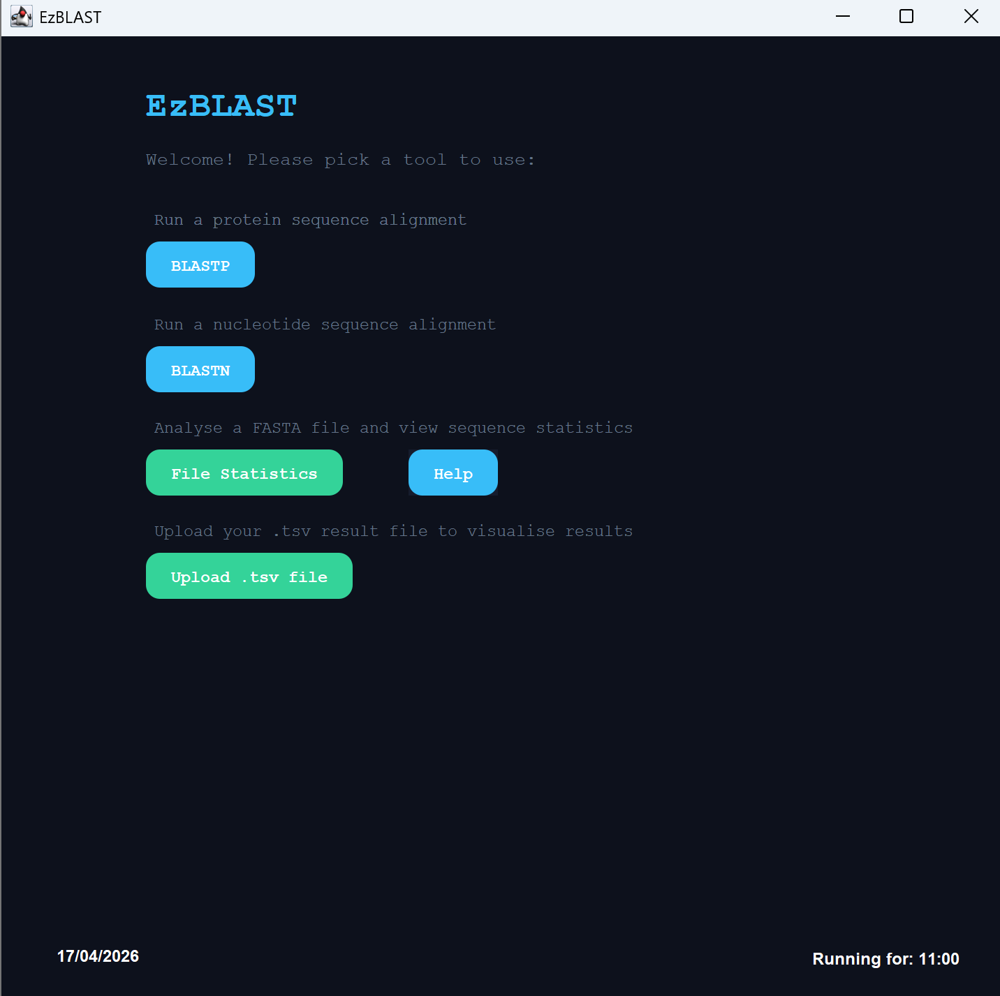 EzBLAST
EzBLAST
Welcome! Please pick a tool to use:
Run a protein sequence alignment
BLASTP
Run a nucleotide sequence alignment
BLASTN
Analyse a FASTA file and view sequence statistics
File Statistics Help
Upload your .tsv result file to visualise results
Upload .tsv file
17/04/2026 Running for: 11:00